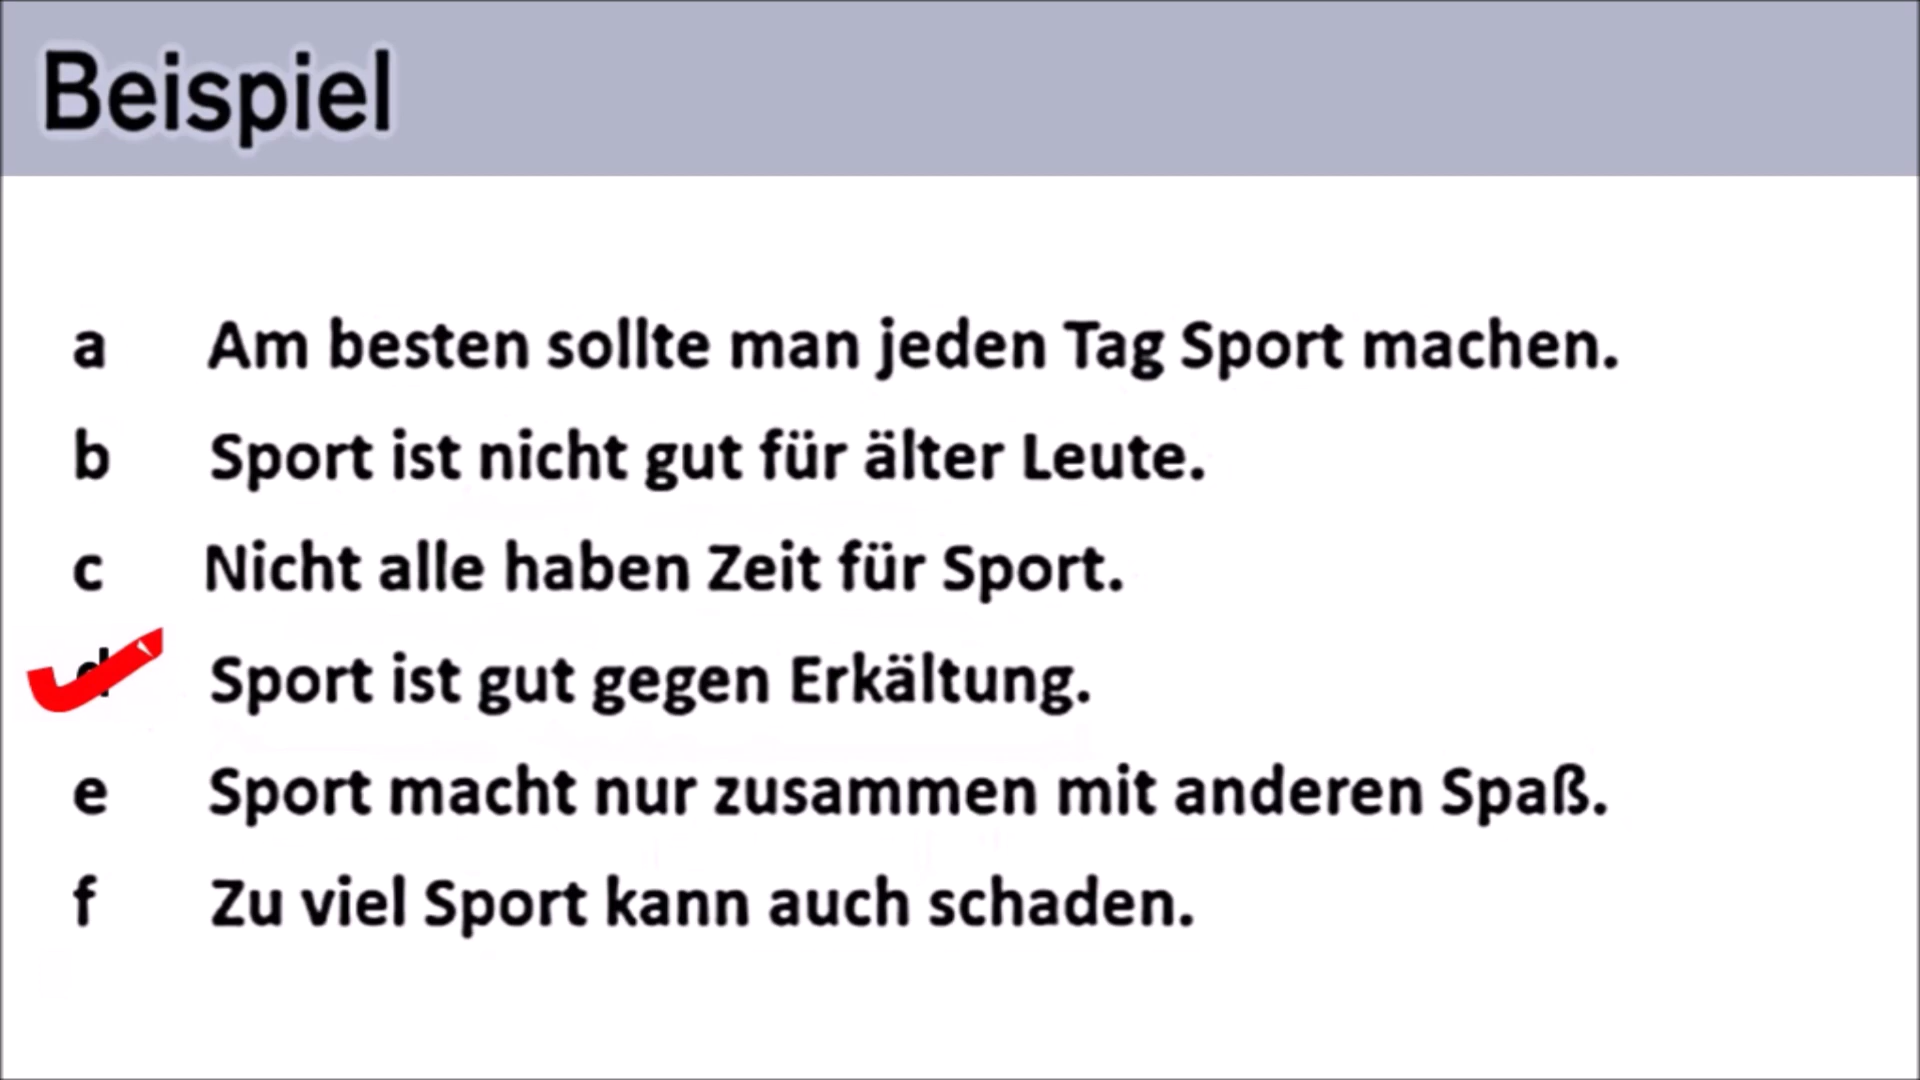 Beispiel
a Am besten sollte man jeden Tag Sport machen.
b Sport ist nicht gut für älter Leute.
c Nicht alle haben Zeit für Sport.
d Sport ist gut gegen Erkältung.
e Sport macht nur zusammen mit anderen Spaß.
f Zu viel Sport kann auch schaden.